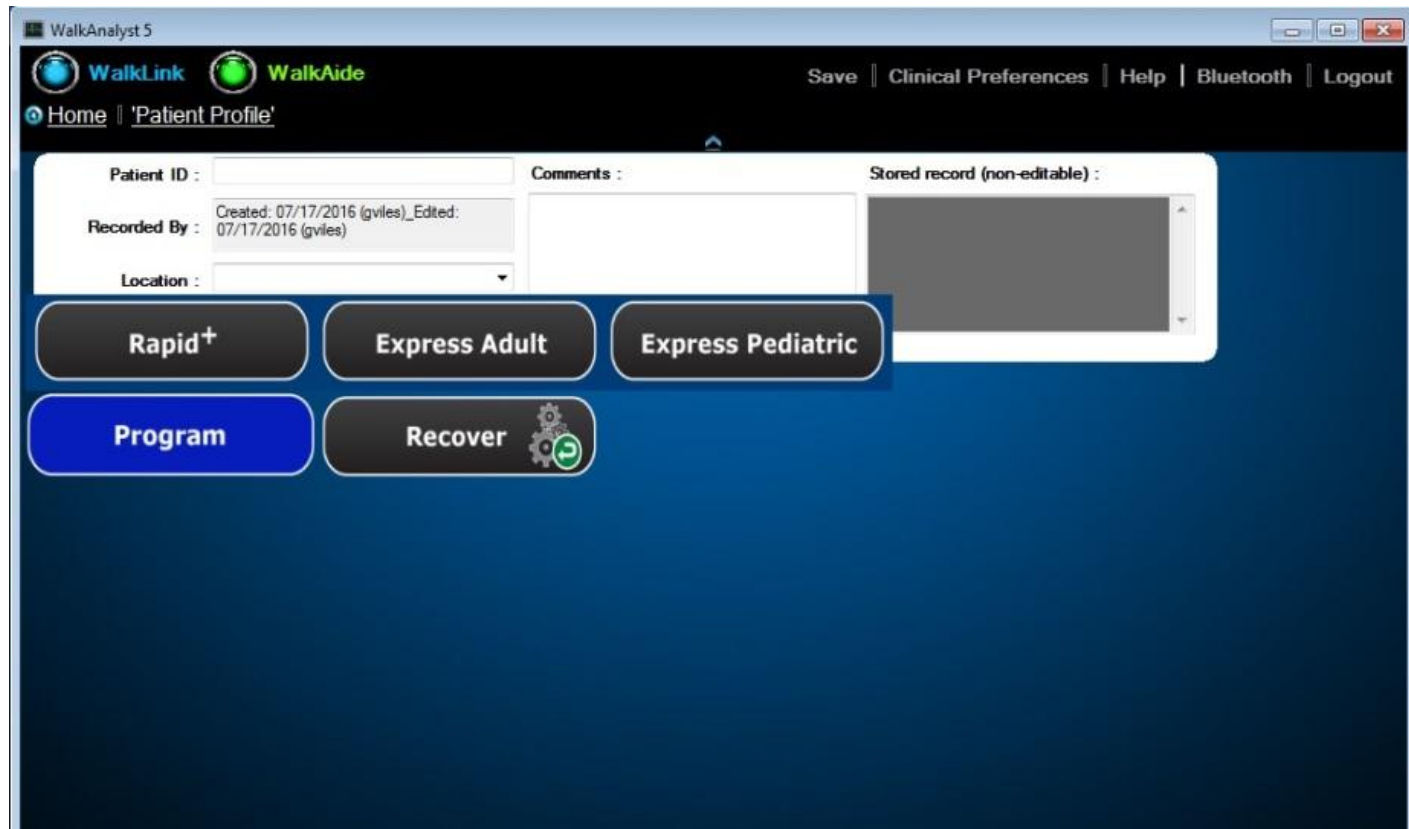 WalkAnalyst 5
WalkLink WalkAide
Save Clinical Preferences Help Bluetooth Logout
Home 'Patient Profile'
Patient ID : Comments : Stored record (non-editable) :
Recorded By : Created: 07/17/2016 (gviles)_Edited:
07/17/2016 (gviles)
Location :
Rapid+ Express Adult Express Pediatric
Program Recover